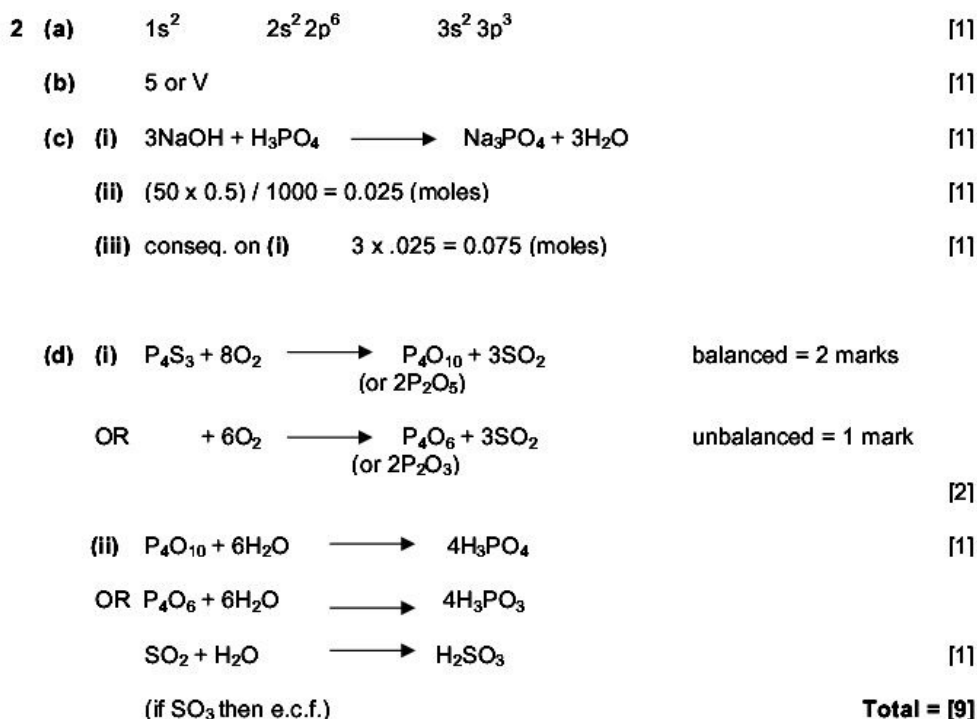 2 (a) 1s² 2s² 2p⁶ 3s² 3p³ [1]
(b) 5 or V [1]
(c) (i) 3NaOH + H₃PO₄ ⟶ Na₃PO₄ + 3H₂O [1]
(ii) (50 x 0.5) / 1000 = 0.025 (moles) [1]
(iii) conseq. on (i) 3 x .025 = 0.075 (moles) [1]
(d) (i) P₄S₃ + 8O₂ ⟶ P₄O₁₀ + 3SO₂ balanced = 2 marks
(or 2P₂O₅)
OR + 6O₂ ⟶ P₄O₆ + 3SO₂ unbalanced = 1 mark
(or 2P₂O₃)
[2]
(ii) P₄O₁₀ + 6H₂O ⟶ 4H₃PO₄ [1]
OR P₄O₆ + 6H₂O ⟶ 4H₃PO₃
SO₂ + H₂O ⟶ H₂SO₃ [1]
(if SO₃ then e.c.f.) Total = [9]